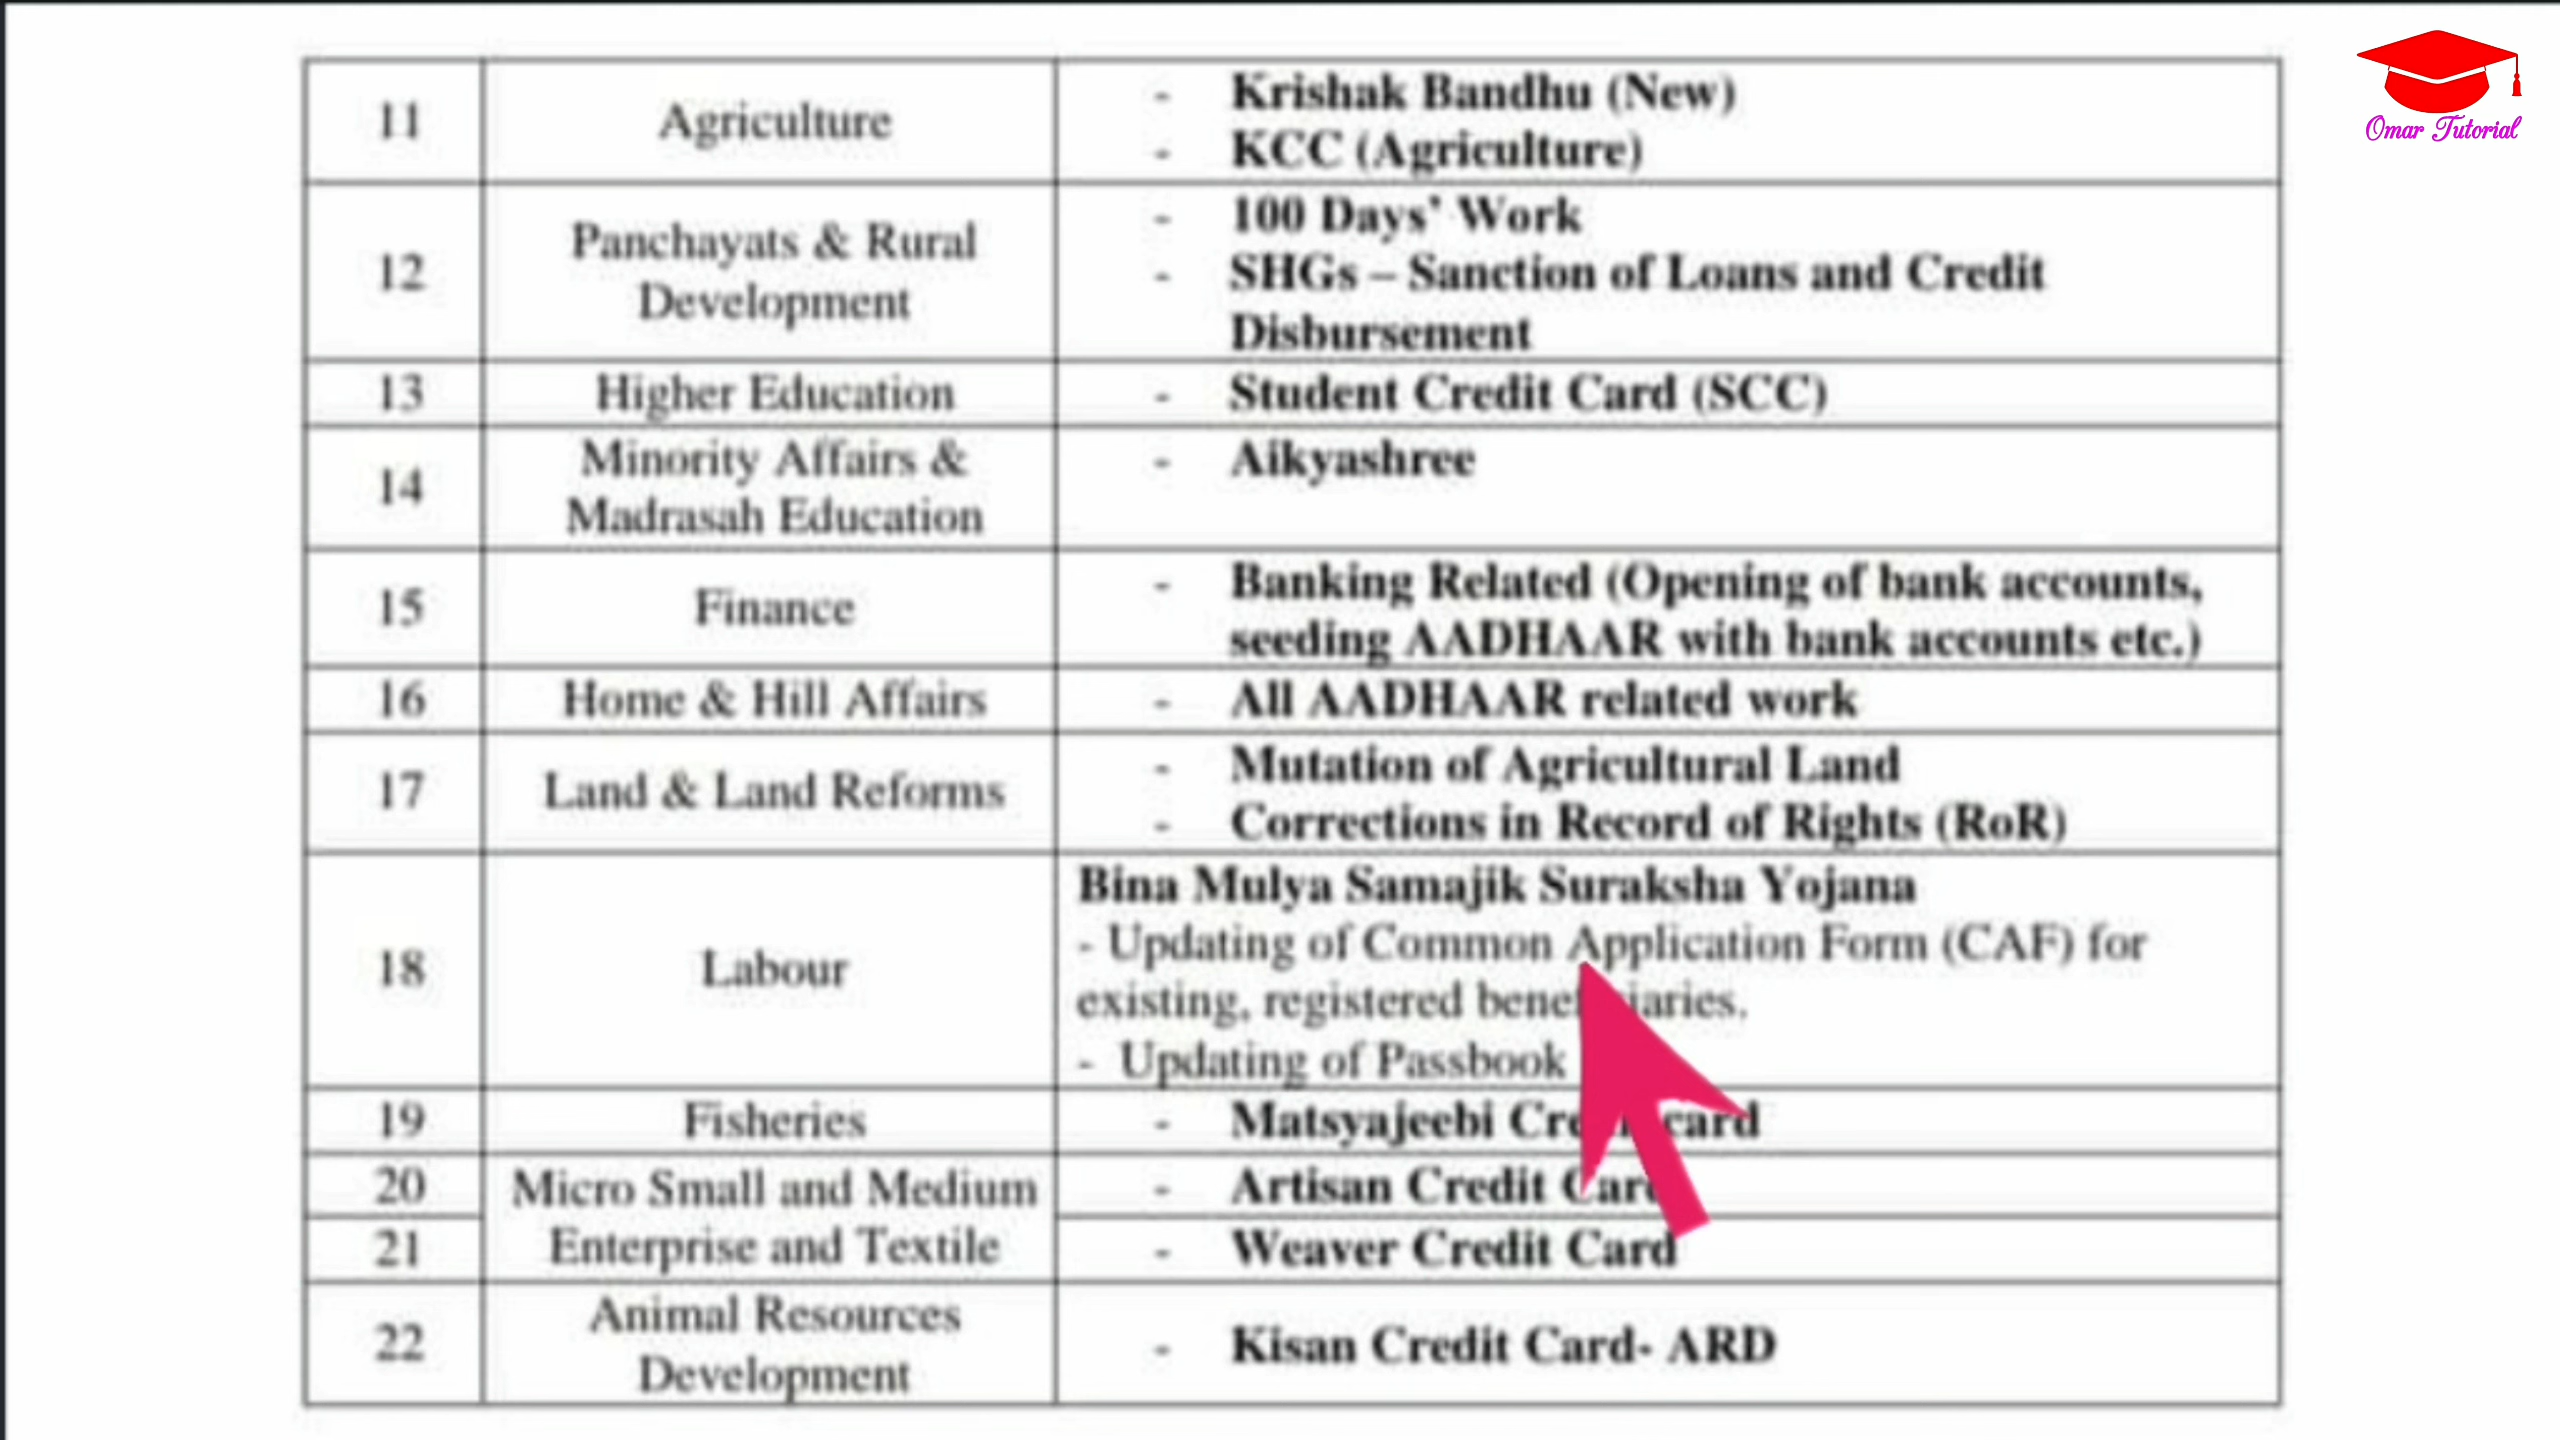 Omar Tutorial
11 Agriculture - Krishak Bandhu (New)
- KCC (Agriculture)
12 Panchayats & Rural Development - 100 Days’ Work
- SHGs – Sanction of Loans and Credit
Disbursement
13 Higher Education - Student Credit Card (SCC)
14 Minority Affairs &
Madrasah Education - Aikyashree
15 Finance - Banking Related (Opening of bank accounts,
seeding AADHAAR with bank accounts etc.)
16 Home & Hill Affairs - All AADHAAR related work
17 Land & Land Reforms - Mutation of Agricultural Land
- Corrections in Record of Rights (RoR)
18 Labour Bina Mulya Samajik Suraksha Yojana
- Updating of Common Application Form (CAF) for
existing, registered beneficiaries.
- Updating of Passbook
19 Fisheries - Matsyajeebi Credit card
20 Micro Small and Medium - Artisan Credit Card
21 Enterprise and Textile - Weaver Credit Card
22 Animal Resources
Development - Kisan Credit Card- ARD